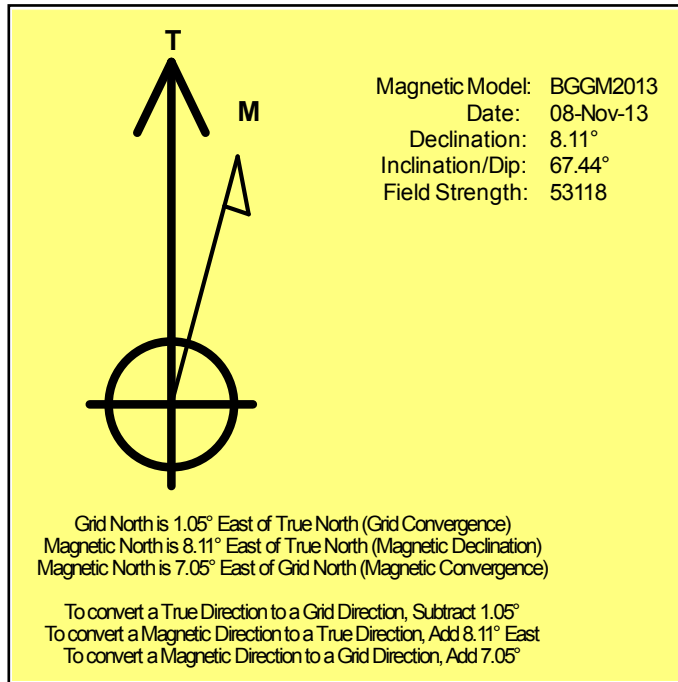 T
M
Magnetic Model: BGGM2013
Date: 08-Nov-13
Declination: 8.11°
Inclination/Dip: 67.44°
Field Strength: 53118
Grid North is 1.05° East of True North (Grid Convergence)
Magnetic North is 8.11° East of True North (Magnetic Declination)
Magnetic North is 7.05° East of Grid North (Magnetic Convergence)
To convert a True Direction to a Grid Direction, Subtract 1.05°
To convert a Magnetic Direction to a True Direction, Add 8.11° East
To convert a Magnetic Direction to a Grid Direction, Add 7.05°